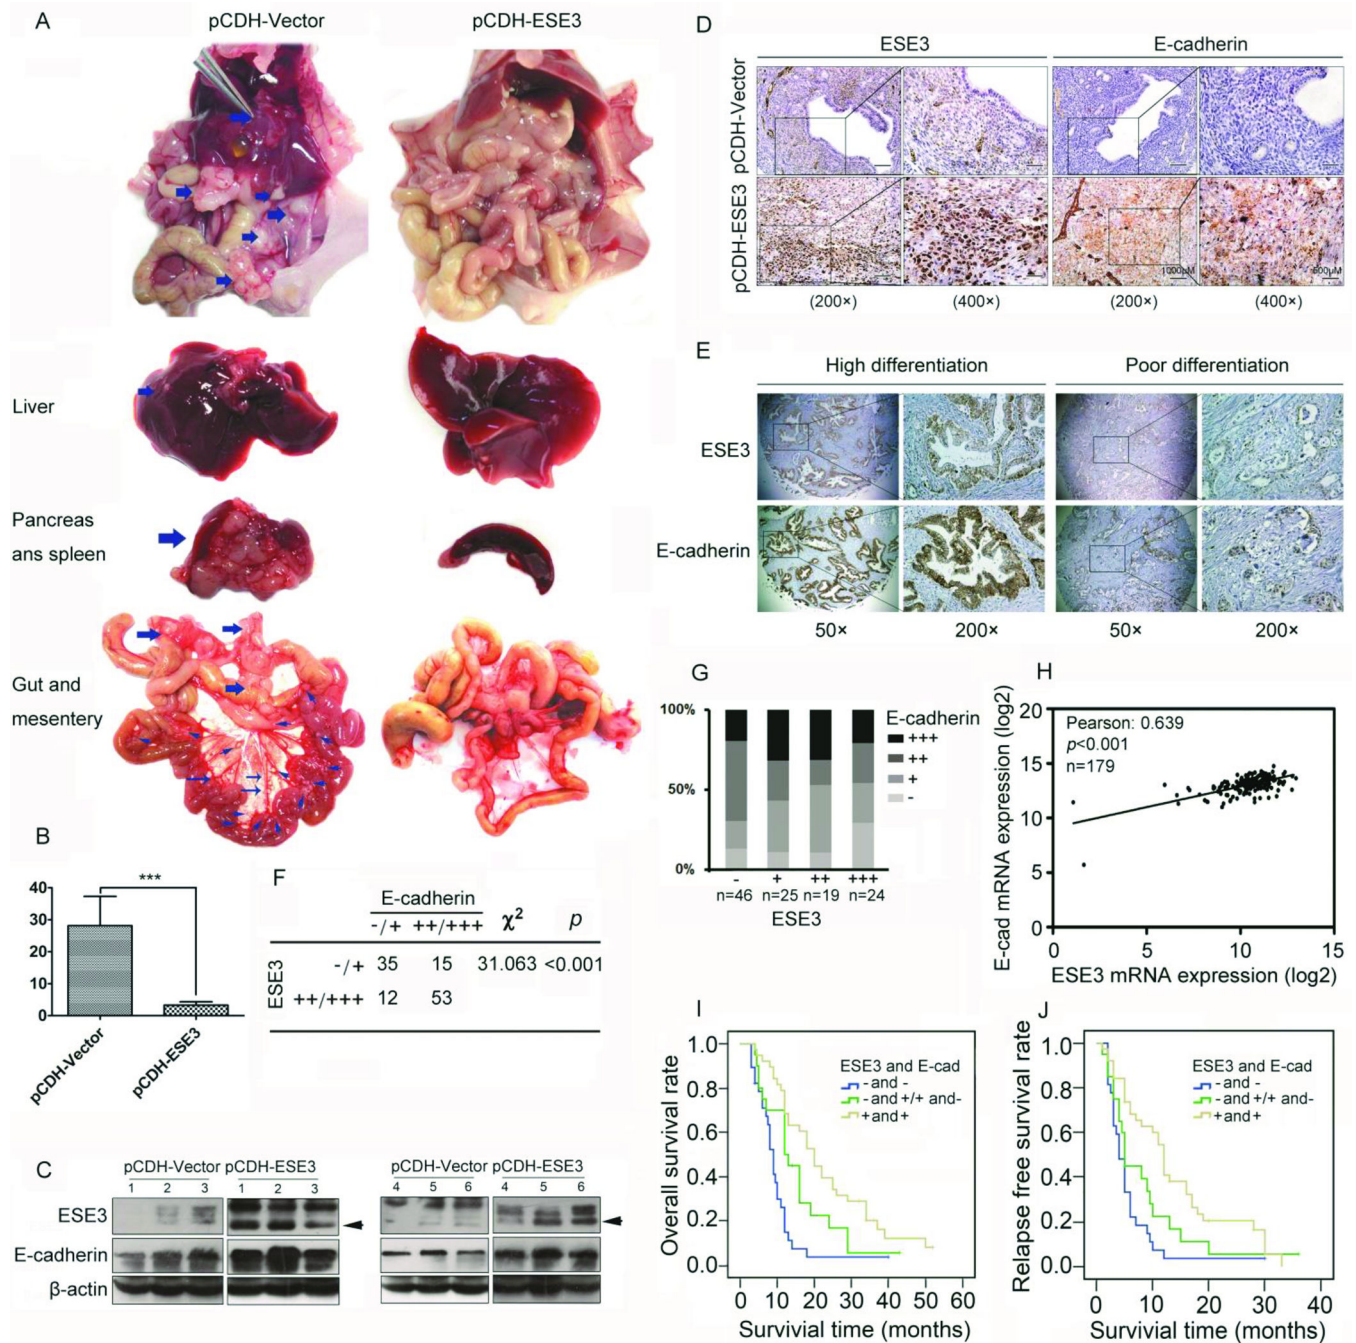 A
pCDH-Vector pCDH-ESE3
Liver
Pancreas
ans spleen
Gut and
mesentery
B
40
30
20
10
0
***
pCDH-Vector
pCDH-ESE3
C
pCDH-Vector pCDH-ESE3 pCDH-Vector pCDH-ESE3
1 2 3 1 2 3 4 5 6 4 5 6
ESE3
E-cadherin
β-actin
D
ESE3 E-cadherin
pCDH-Vector
pCDH-ESE3
1000µM 500µM
(200×) (400×) (200×) (400×)
E
High differentiation Poor differentiation
ESE3
E-cadherin
50× 200× 50× 200×
F
E-cadherin
-/+ ++/+++ χ² p
ESE3
-/+ 35 15 31.063 <0.001
++/+++ 12 53
G
100%
50%
0%
E-cadherin
+++
++
+
-
- + ++ +++
n=46 n=25 n=19 n=24
ESE3
H
E-cad mRNA expression (log2)
20
15
10
5
0
Pearson: 0.639
p<0.001
n=179
0 5 10 15
ESE3 mRNA expression (log2)
I
Overall survival rate
1.0
0.8
0.6
0.4
0.2
0.0
ESE3 and E-cad
- and -
- and +/+ and-
+ and +
0 10 20 30 40 50 60
Survivial time (months)
J
Relapse free survival rate
1.0
0.8
0.6
0.4
0.2
0.0
ESE3 and E-cad
- and -
- and +/+ and-
+ and +
0 10 20 30 40
Survivial time (months)